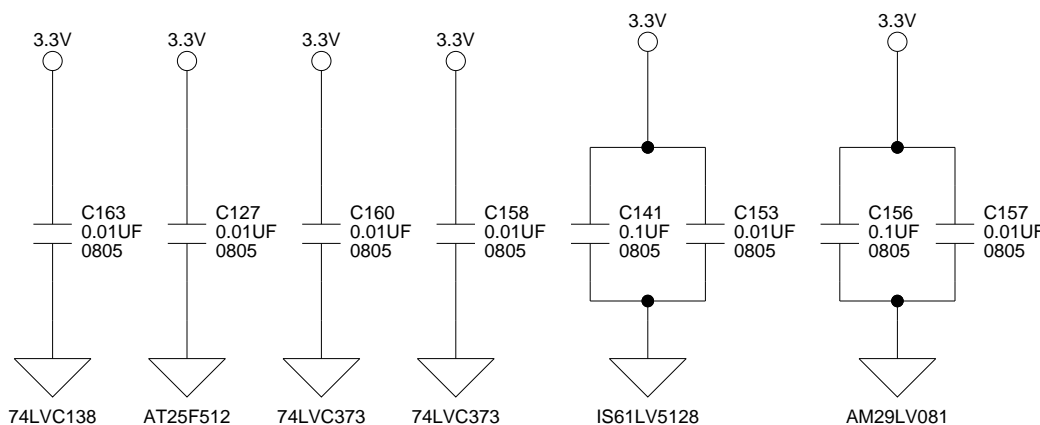 3.3V
3.3V
3.3V
3.3V
3.3V
3.3V
C163
0.01UF
0805
C127
0.01UF
0805
C160
0.01UF
0805
C158
0.01UF
0805
C141
0.1UF
0805
C153
0.01UF
0805
C156
0.1UF
0805
C157
0.01UF
0805
74LVC138
AT25F512
74LVC373
74LVC373
IS61LV5128
AM29LV081